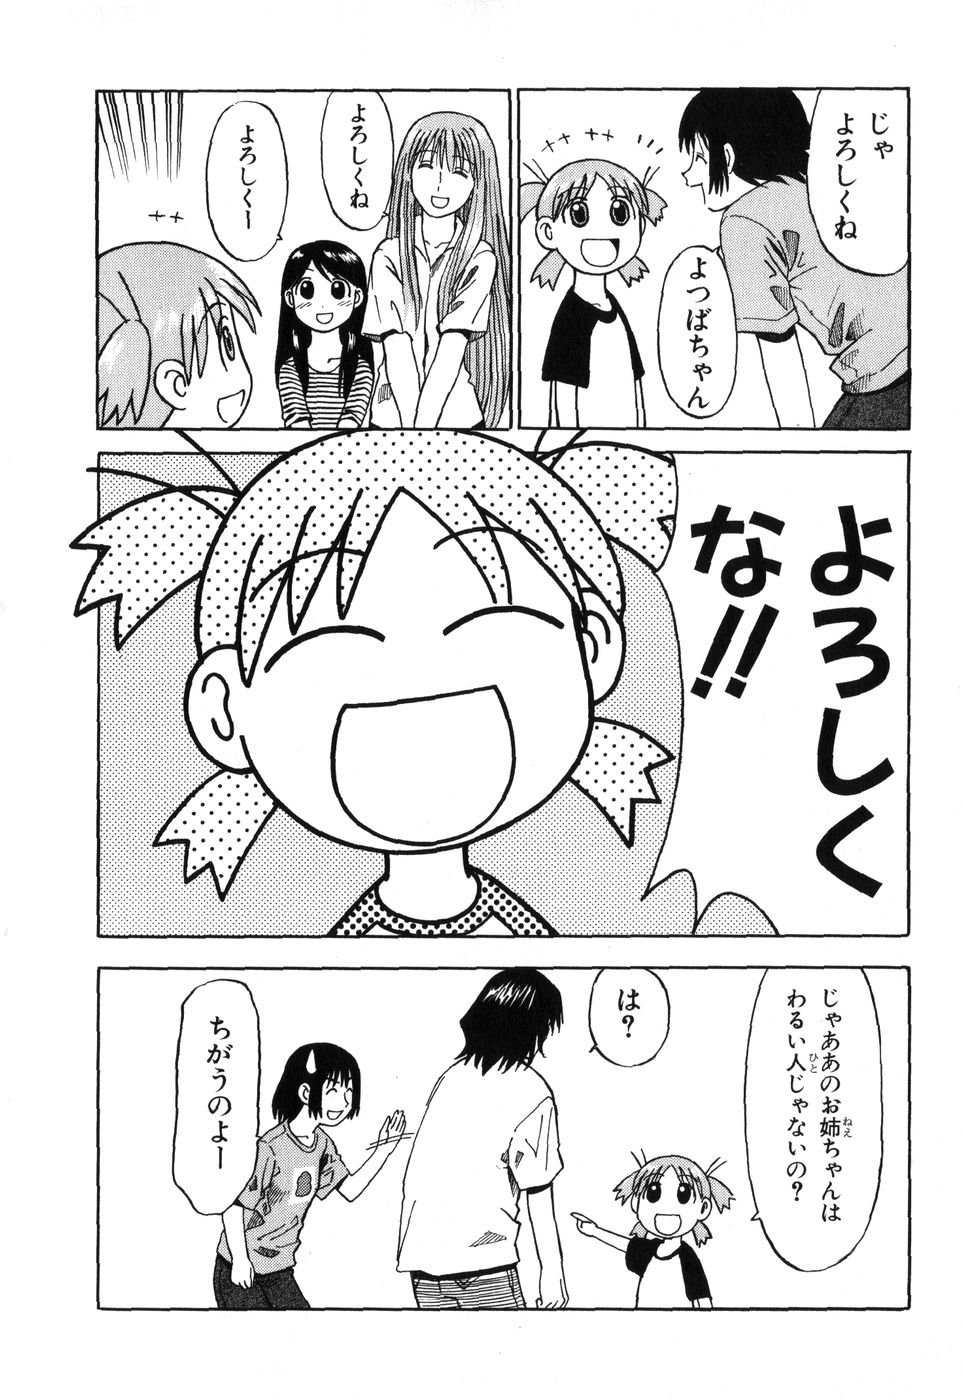 じゃ
よろしくね
よつばちゃん
よろしくね
よろしくー
よろしく
な!!
じゃああのお姉ちゃんは
わるい人じゃないの?
は?
ちがうのよー